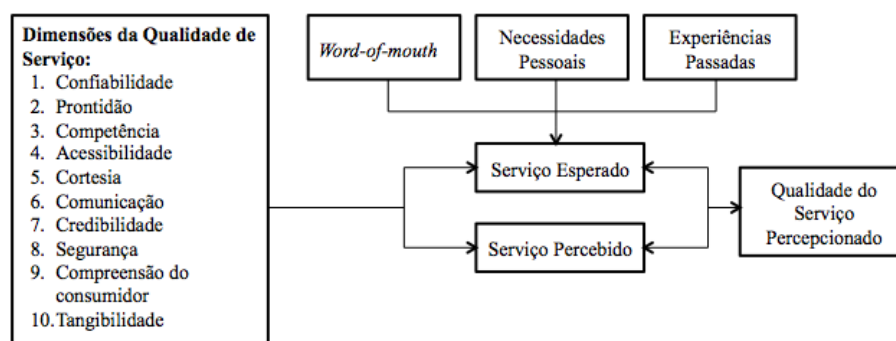 Dimensões da Qualidade de
Serviço:
1. Confiabilidade
2. Prontidão
3. Competência
4. Acessibilidade
5. Cortesia
6. Comunicação
7. Credibilidade
8. Segurança
9. Compreensão do
consumidor
10. Tangibilidade
Word-of-mouth
Necessidades
Pessoais
Experiências
Passadas
Serviço Esperado
Serviço Percebido
Qualidade do
Serviço
Percepcionado